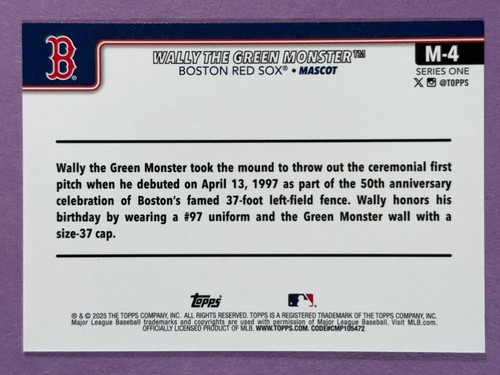 B
WALLY THE GREEN MONSTER™
BOSTON RED SOX® • MASCOT
M-4
SERIES ONE
@TOPPS
Wally the Green Monster took the mound to throw out the ceremonial first
pitch when he debuted on April 13, 1997 as part of the 50th anniversary
celebration of Boston's famed 37-foot left-field fence. Wally honors his
birthday by wearing a #97 uniform and the Green Monster wall with a
size-37 cap.
Topps
® & © 2025 THE TOPPS COMPANY, INC. ALL RIGHTS RESERVED. TOPPS IS A REGISTERED TRADEMARK OF THE TOPPS COMPANY, INC.
Major League Baseball trademarks and copyrights are used with permission of Major League Baseball. Visit MLB.com.
OFFICIALLY LICENSED PRODUCT OF MLB. WWW.TOPPS.COM. CODE#CMP105472